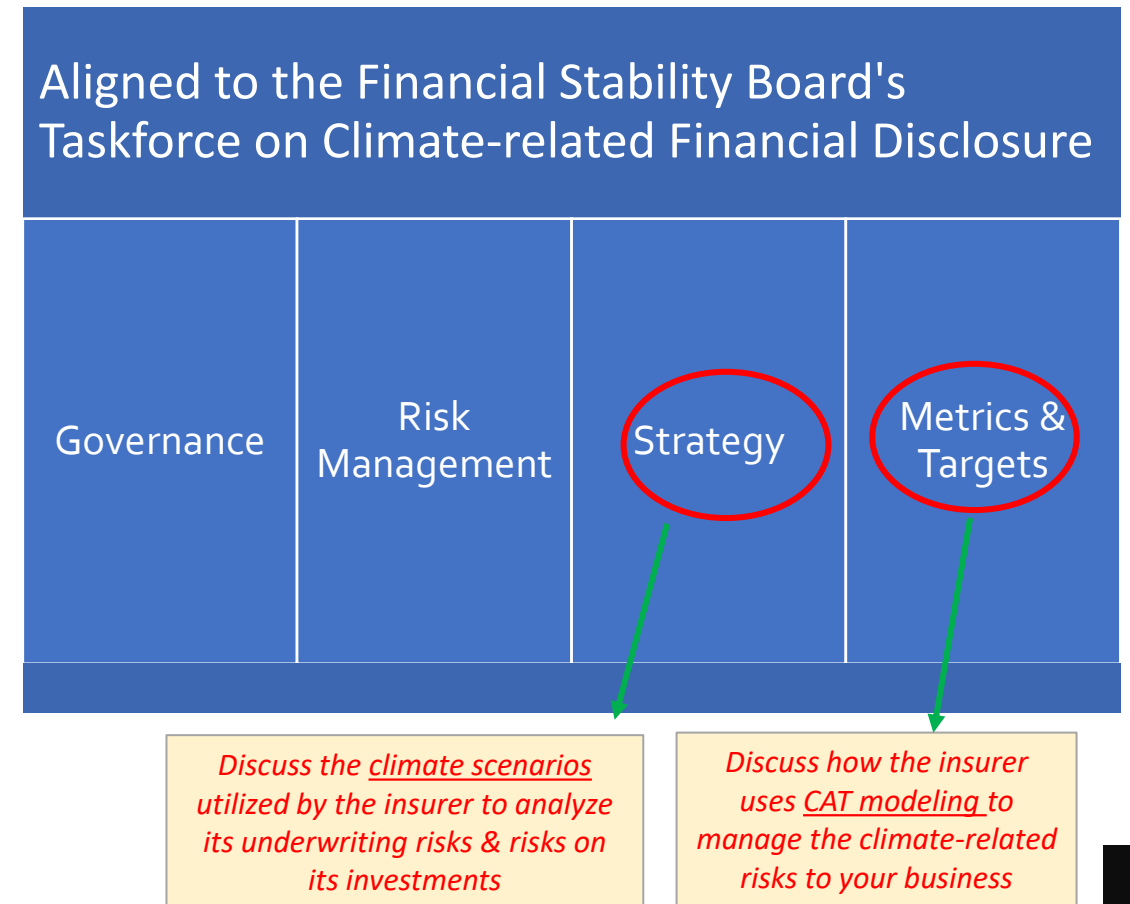 Aligned to the Financial Stability Board's
Taskforce on Climate-related Financial Disclosure
Governance
Risk
Management
Strategy
Metrics &
Targets
Discuss the climate scenarios
utilized by the insurer to analyze
its underwriting risks & risks on
its investments
Discuss how the insurer
uses CAT modeling to
manage the climate-related
risks to your business